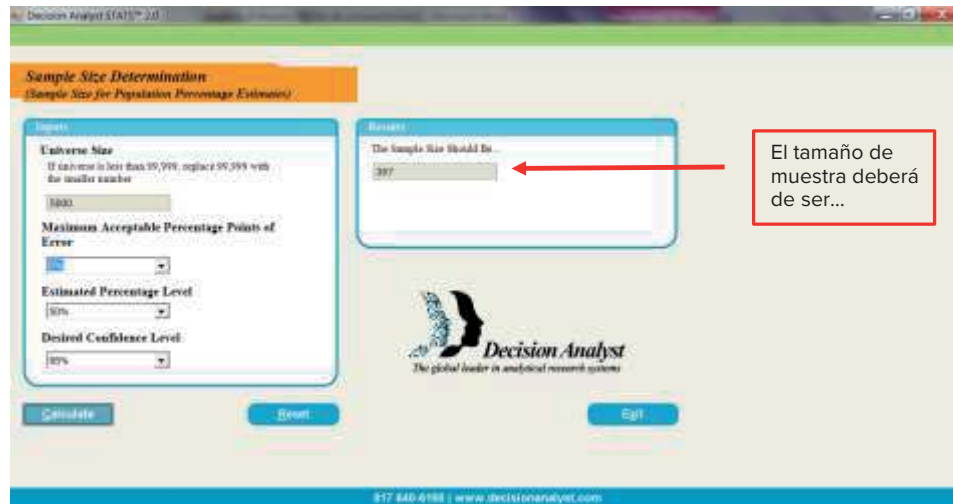 Decision Analyst STATS™ 2.0
Sample Size Determination
(Sample Size for Population Percentage Estimates)
Inputs
Universe Size
If universe is less than 99,999, replace 99,999 with
the smaller number
Maximum Acceptable Percentage Points of
Error
Estimated Percentage Level
50%
Desired Confidence Level
95%
Calculate
Reset
Results
The Sample Size Should Be...
El tamaño de
muestra deberá
de ser...
Decision Analyst
The global leader in analytical research systems
Exit
817 640-6166 | www.decisionanalyst.com